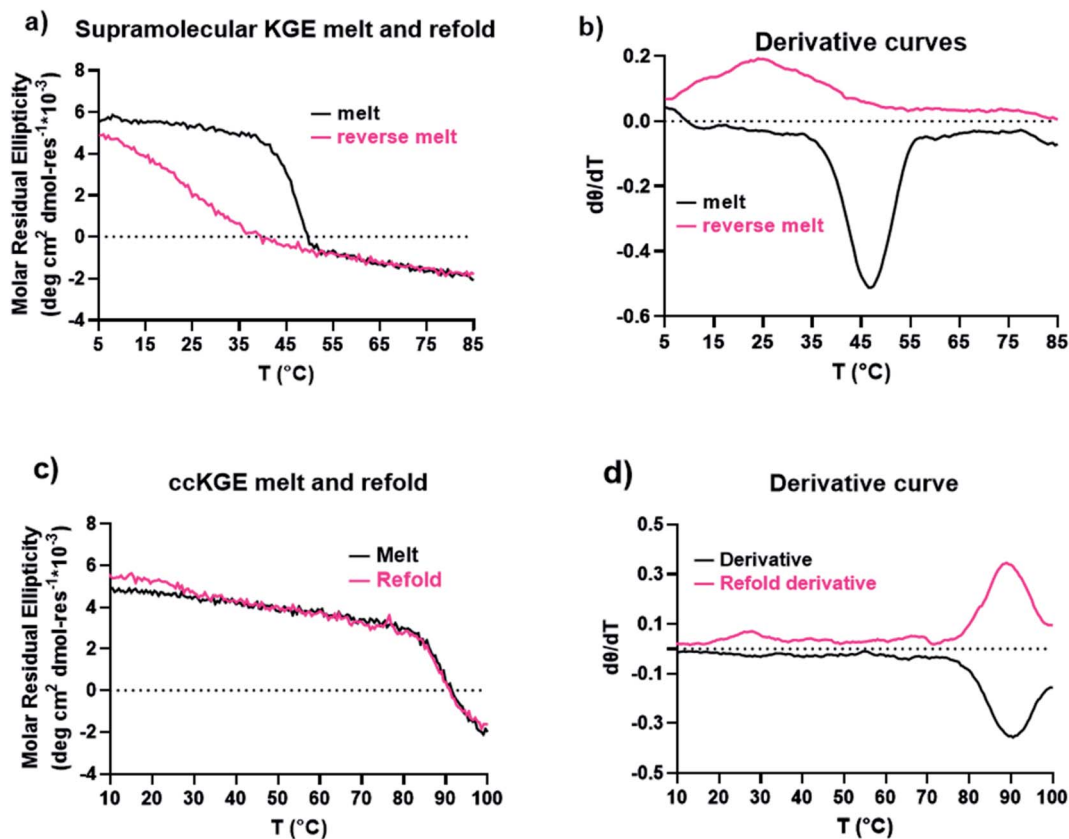 a)
Supramolecular KGE melt and refold
Molar Residual Ellipticity
(deg cm² dmol-res⁻¹*10⁻³)
8
6
4
2
0
-2
-4
melt
reverse melt
5 15 25 35 45 55 65 75 85
T (°C)
b)
Derivative curves
dθ/dT
0.2
0.0
-0.2
-0.4
-0.6
melt
reverse melt
5 15 25 35 45 55 65 75 85
T (°C)
c)
ccKGE melt and refold
Molar Residual Ellipticity
(deg cm² dmol-res⁻¹*10⁻³)
8
6
4
2
0
-2
-4
Melt
Refold
10 20 30 40 50 60 70 80 90 100
T (°C)
d)
Derivative curve
dθ/dT
0.5
0.3
0.1
-0.1
-0.3
-0.5
Derivative
Refold derivative
10 20 30 40 50 60 70 80 90 100
T (°C)